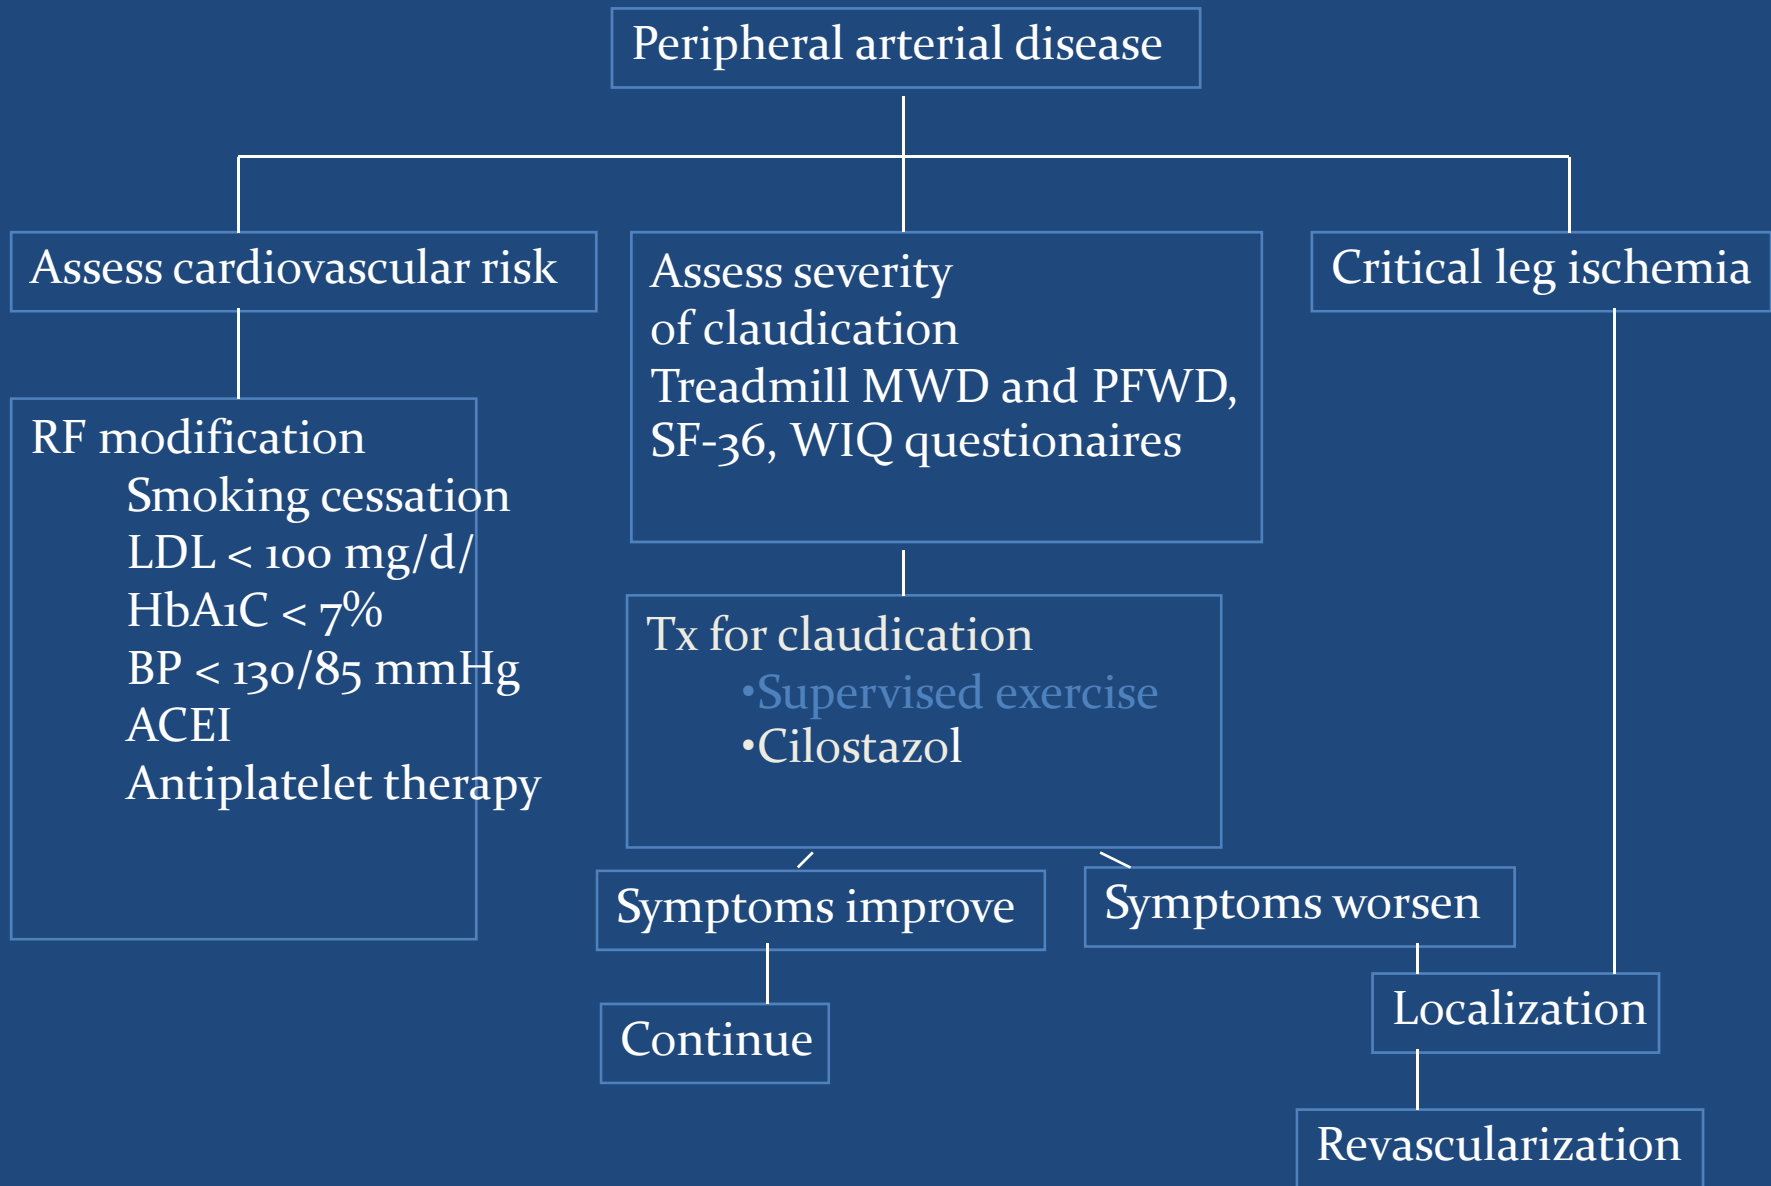 Peripheral arterial disease
Assess cardiovascular risk
RF modification
Smoking cessation
LDL < 100 mg/d/
HbA1C < 7%
BP < 130/85 mmHg
ACEI
Antiplatelet therapy
Assess severity
of claudication
Treadmill MWD and PFWD,
SF-36, WIQ questionaires
Tx for claudication
•Supervised exercise
•Cilostazol
Symptoms improve
Continue
Symptoms worsen
Critical leg ischemia
Localization
Revascularization